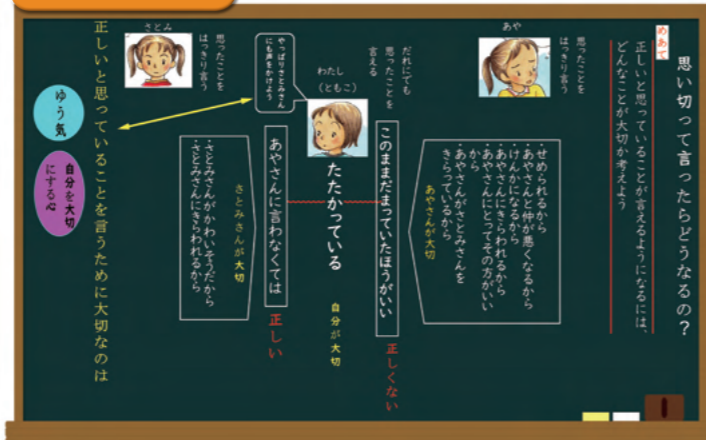 思い切って言ったらどうなるの？
めあて
正しいと思っていることが言えるようになるには、
どんなことが大切か考えよう
あや
思ったことを
はっきり言う
・せめられるから
・あやさんと仲が悪くなるから
・けんかになるから
・あやさんにきらわれるから
・あやさんにとってその方がいい
から
・あやさんがさとみさんを
きらっているから
あやさんが大切
だれにでも
思ったことを
言える
このままだまっていたほうがいい
正しくない
わたし
（ともこ）
たたかっている
自分が大切
やっぱりさとみさん
にも声をかけよう
あやさんに言わなくては
正しい
さとみさんが大切
・さとみさんがかわいそうだから
・さとみさんにきらわれるから
さとみ
思ったことを
はっきり言う
正しいと思っていることを言うために大切なのは
ゆう気
自分を大切
にする心